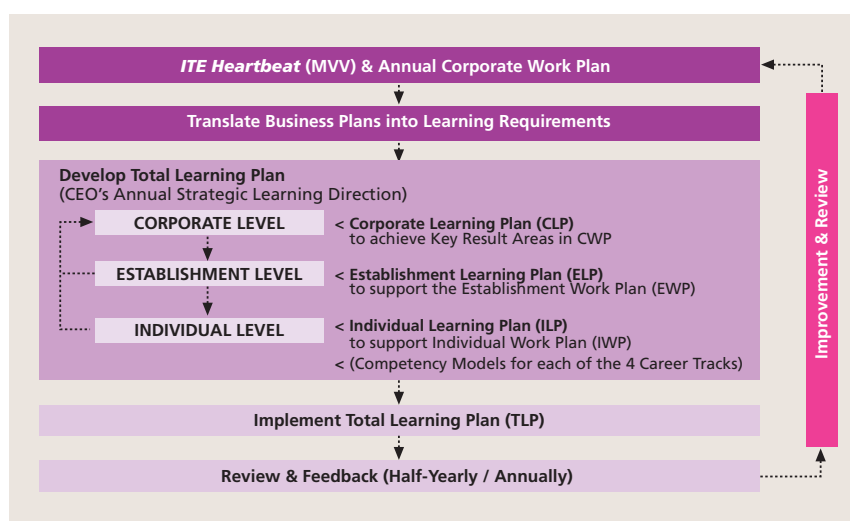 ITE Heartbeat (MVV) & Annual Corporate Work Plan
Translate Business Plans into Learning Requirements
Develop Total Learning Plan
(CEO's Annual Strategic Learning Direction)
CORPORATE LEVEL
< Corporate Learning Plan (CLP)
to achieve Key Result Areas in CWP
ESTABLISHMENT LEVEL
< Establishment Learning Plan (ELP)
to support the Establishment Work Plan (EWP)
INDIVIDUAL LEVEL
< Individual Learning Plan (ILP)
to support Individual Work Plan (IWP)
< (Competency Models for each of the 4 Career Tracks)
Implement Total Learning Plan (TLP)
Review & Feedback (Half-Yearly / Annually)
Improvement & Review